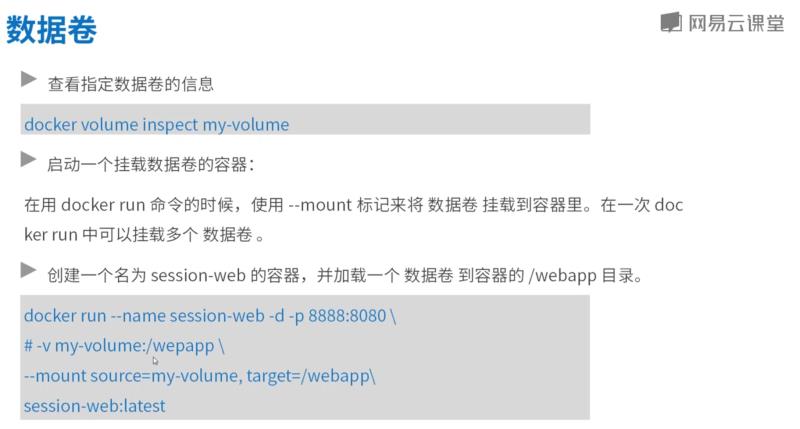 数据卷
网易云课堂
查看指定数据卷的信息
docker volume inspect my-volume
启动一个挂载数据卷的容器：
在用 docker run 命令的时候，使用 --mount 标记来将 数据卷 挂载到容器里。在一次 doc
ker run 中可以挂载多个 数据卷 。
创建一个名为 session-web 的容器，并加载一个 数据卷 到容器的 /webapp 目录。
docker run --name session-web -d -p 8888:8080 \
# -v my-volume:/wepapp \
--mount source=my-volume, target=/webapp\
session-web:latest